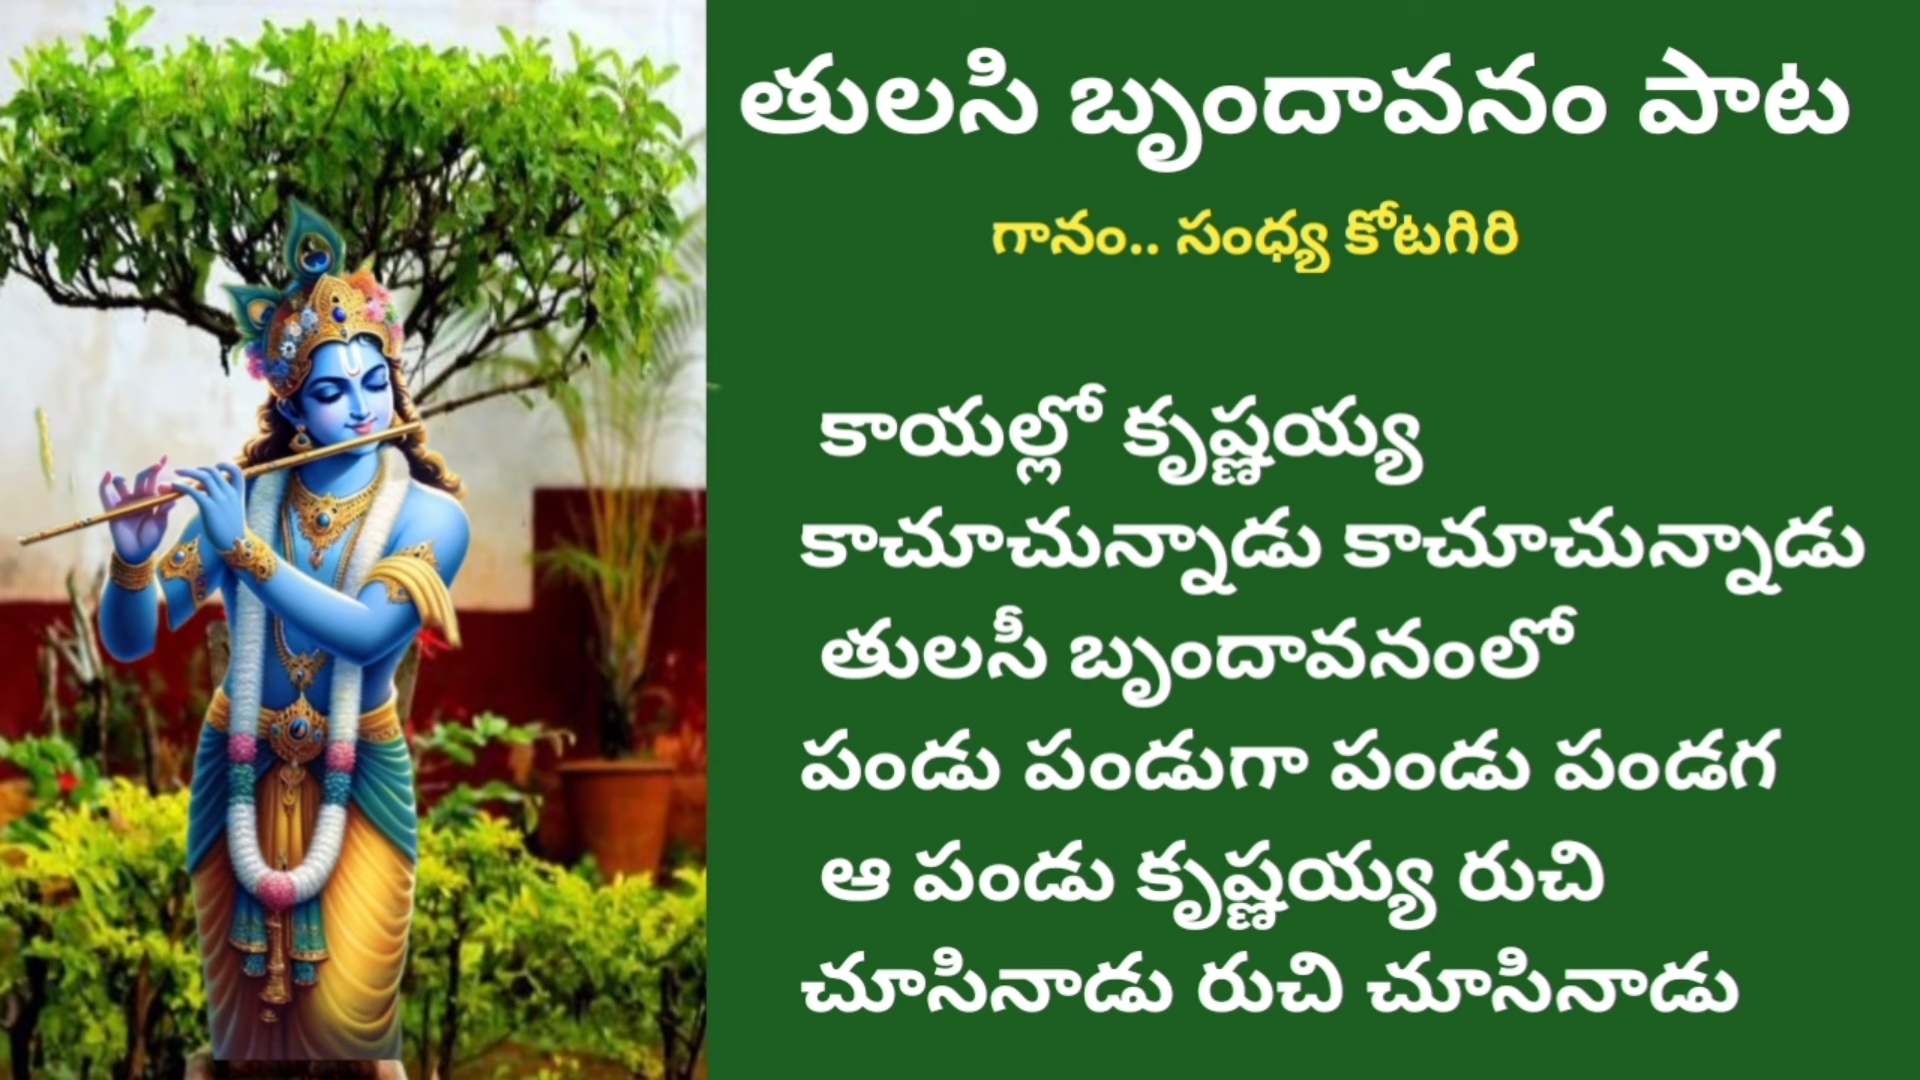 తులసి బృందావనం పాట
గానం.. సంధ్య కోటగిరి
కాయల్లో కృష్ణయ్య
కాచూచున్నాడు కాచూచున్నాడు
తులసీ బృందావనంలో
పండు పండుగా పండు పండగ
ఆ పండు కృష్ణయ్య రుచి
చూసినాడు రుచి చూసినాడు